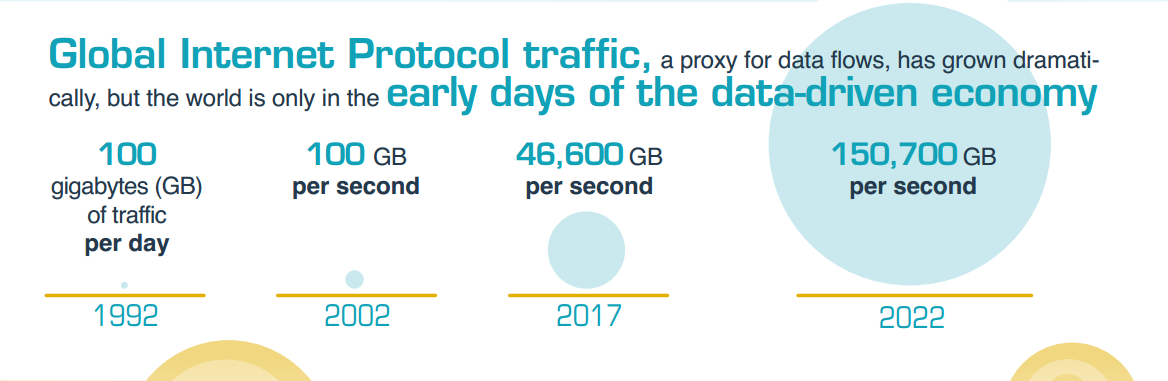 Global Internet Protocol traffic, a proxy for data flows, has grown dramati-
cally, but the world is only in the early days of the data-driven economy
100
gigabytes (GB)
of traffic
per day
1992
100 GB
per second
2002
46,600 GB
per second
2017
150,700 GB
per second
2022